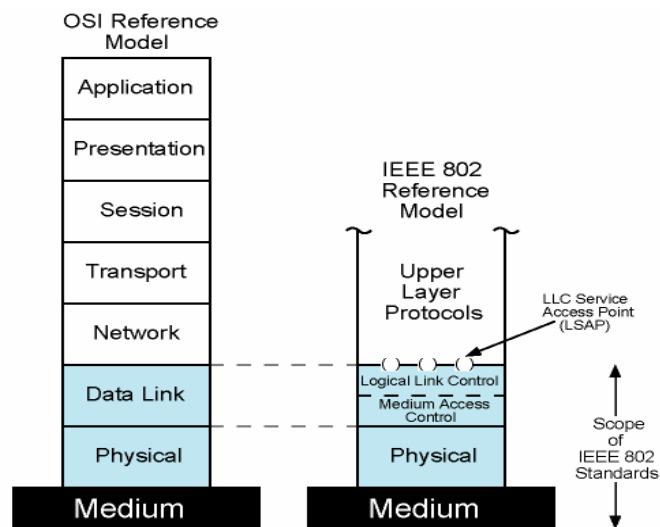 OSI Reference
Model
Application
Presentation
Session
Transport
Network
Data Link
Physical
Medium
IEEE 802
Reference
Model
Upper
Layer
Protocols
LLC Service
Access Point
(LSAP)
Logical Link Control
Medium Access
Control
Physical
Medium
Scope
of
IEEE 802
Standards